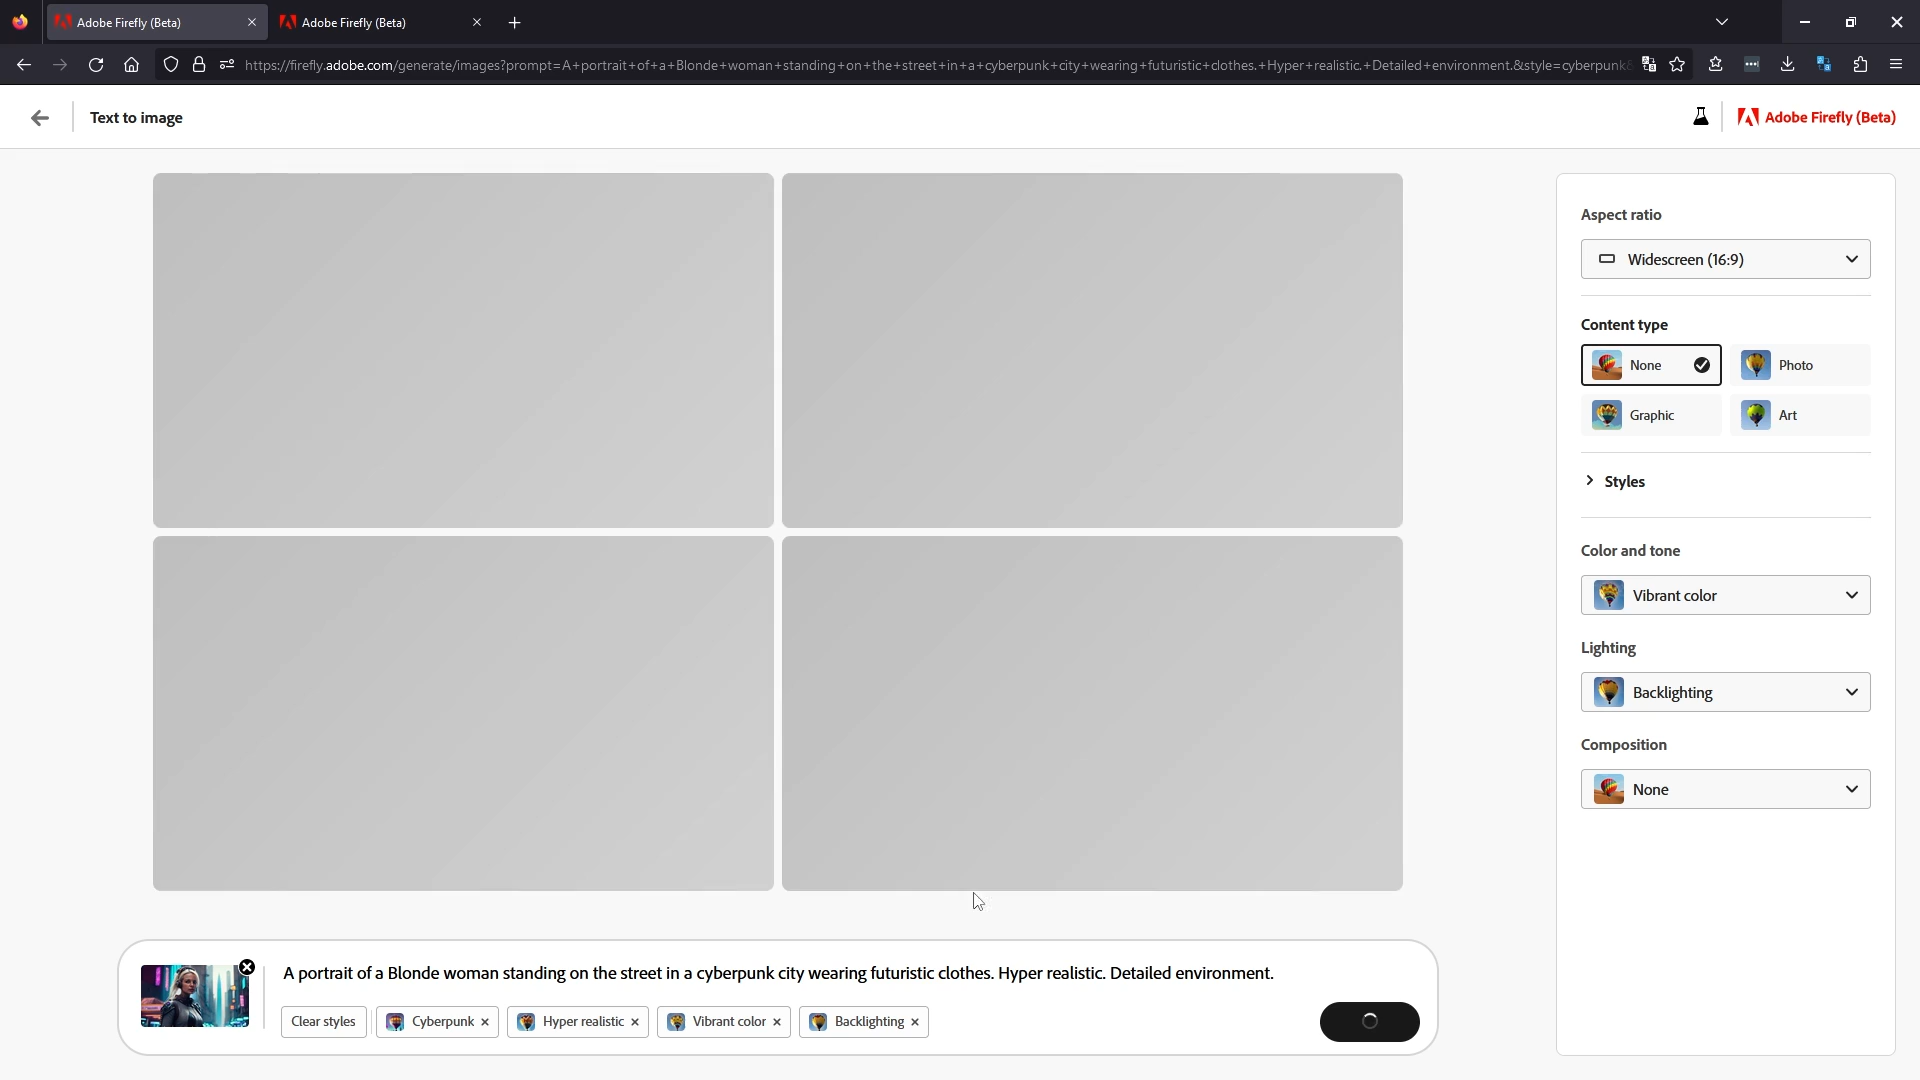 Adobe Firefly (Beta)
Adobe Firefly (Beta)
https://firefly.adobe.com/generate/images?prompt=A+portrait+of+a+Blonde+woman+standing+on+the+street+in+a+cyberpunk+city+wearing+futuristic+clothes.+Hyper+realistic.+Detailed+environment.&style=cyberpunk&
Text to image
Adobe Firefly (Beta)
Aspect ratio
Widescreen (16:9)
Content type
None
Photo
Graphic
Art
Styles
Color and tone
Vibrant color
Lighting
Backlighting
Composition
None
A portrait of a Blonde woman standing on the street in a cyberpunk city wearing futuristic clothes. Hyper realistic. Detailed environment.
Clear styles
Cyberpunk
Hyper realistic
Vibrant color
Backlighting